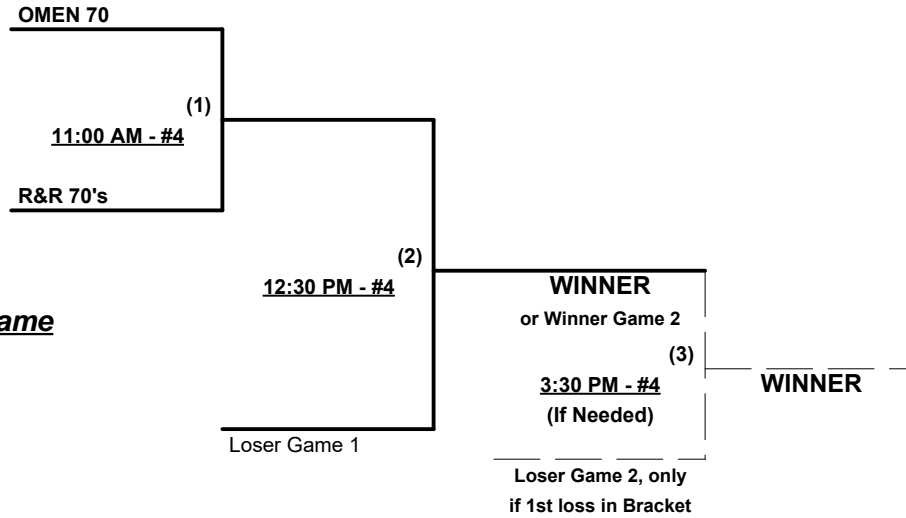 OMEN 70
(1)
11:00 AM - #4
R&R 70's
(2)
12:30 PM - #4
WINNER
or Winner Game 2
(3)
3:30 PM - #4
WINNER
(If Needed)
Loser Game 1
Loser Game 2, only
if 1st loss in Bracket